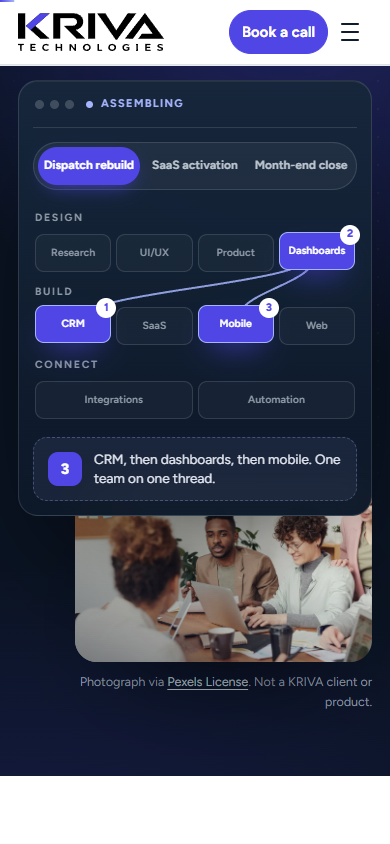 KRIVA
TECHNOLOGIES
Book a call
ASSEMBLING
Dispatch rebuild
SaaS activation
Month-end close
DESIGN
Research
UI/UX
Product
Dashboards
2
BUILD
CRM
1
SaaS
Mobile
3
Web
CONNECT
Integrations
Automation
3
CRM, then dashboards, then mobile. One
team on one thread.
Photograph via Pexels License. Not a KRIVA client or
product.